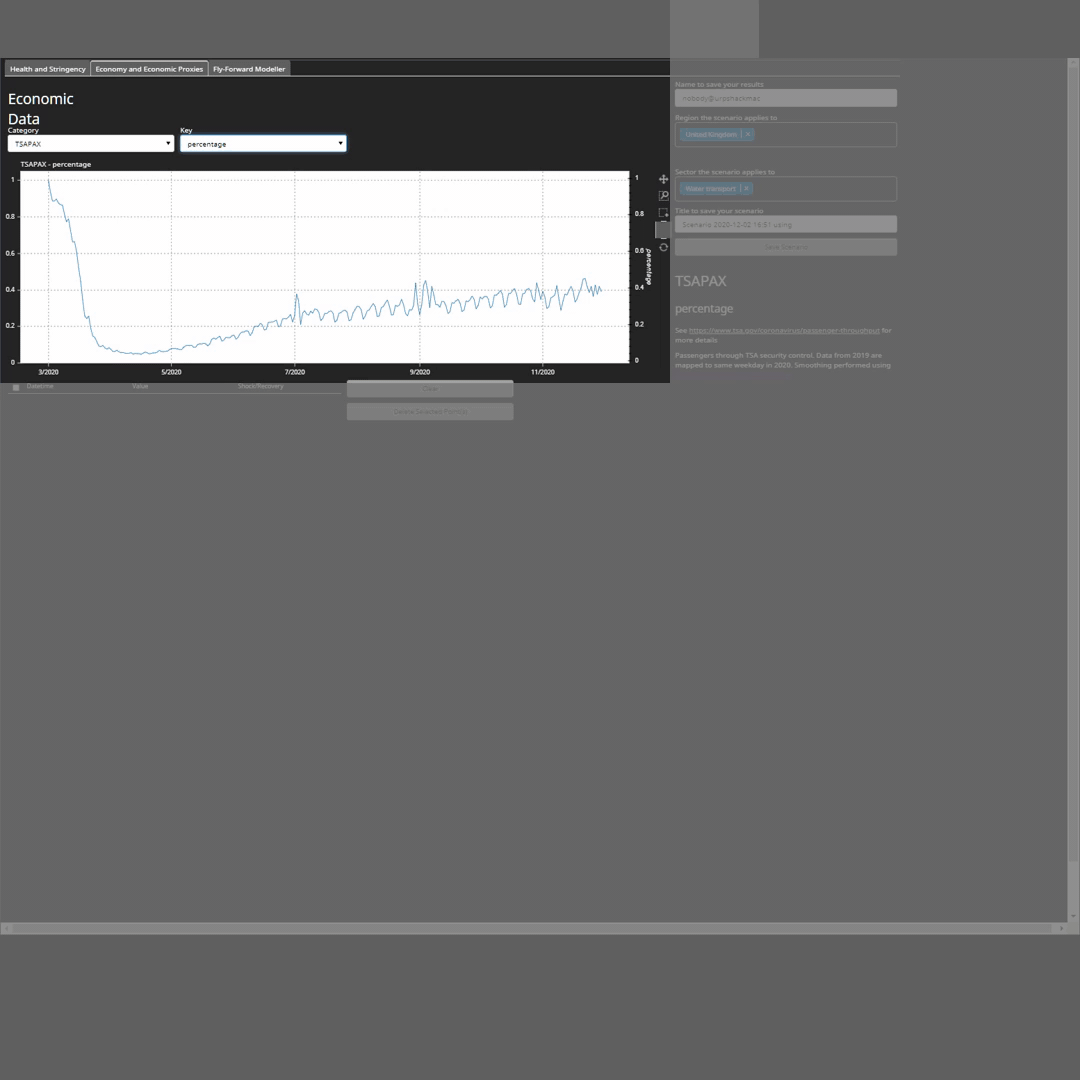 Health and Stringency
Economy and Economic Proxies
Fly-Forward Modeller
Economic
Data
Category
Key
TSAPAX
percentage
TSAPAX - percentage
1
0.8
0.6
0.4
0.2
0
1
0.8
0.6
0.4
0.2
0
percentage
3/2020
5/2020
7/2020
9/2020
11/2020
Datetime
Value
Share/Recovery
Clear
Delete Selected Point(s)
Name to save your results
nobody@urpshackmac
Region the scenario applies to
United Kingdom
Sector the scenario applies to
Water transport
Title to save your scenario
Scenario 2020-12-02 16:51 using
Save Scenario
TSAPAX
percentage
See https://www.tsa.gov/coronavirus/passenger-throughput for
more details
Passengers through TSA security control. Data from 2019 are
mapped to same weekday in 2020. Smoothing performed using